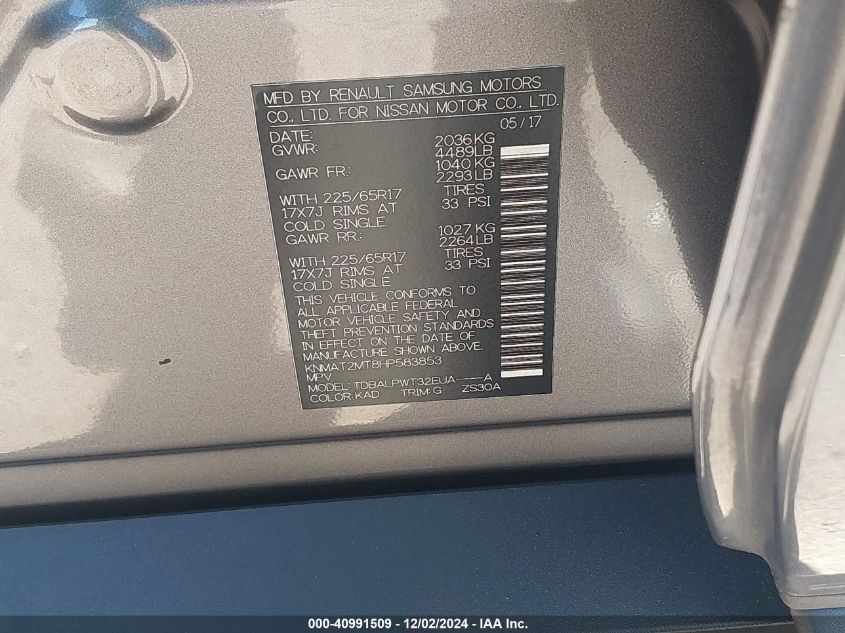 MFD BY RENAULT SAMSUNG MOTORS
CO., LTD. FOR NISSAN MOTOR CO., LTD.
DATE: 05/17
GVWR: 2036KG
4489LB
GAWR FR: 1040KG
2293LB
WITH 225/65R17 TIRES
17X7J RIMS AT 33 PSI
COLD SINGLE
GAWR RR: 1027KG
2264LB
WITH 225/65R17 TIRES
17X7J RIMS AT 33 PSI
COLD SINGLE
THIS VEHICLE CONFORMS TO
ALL APPLICABLE FEDERAL
MOTOR VEHICLE SAFETY AND
THEFT PREVENTION STANDARDS
IN EFFECT ON THE DATE OF
MANUFACTURE SHOWN ABOVE.
KNMAT2MT8HP583853
MPV
MODEL: TDBALPWT32EUA----A
COLOR: KAD TRIM: G ZS30A
000-40991509 - 12/02/2024 - IAA Inc.